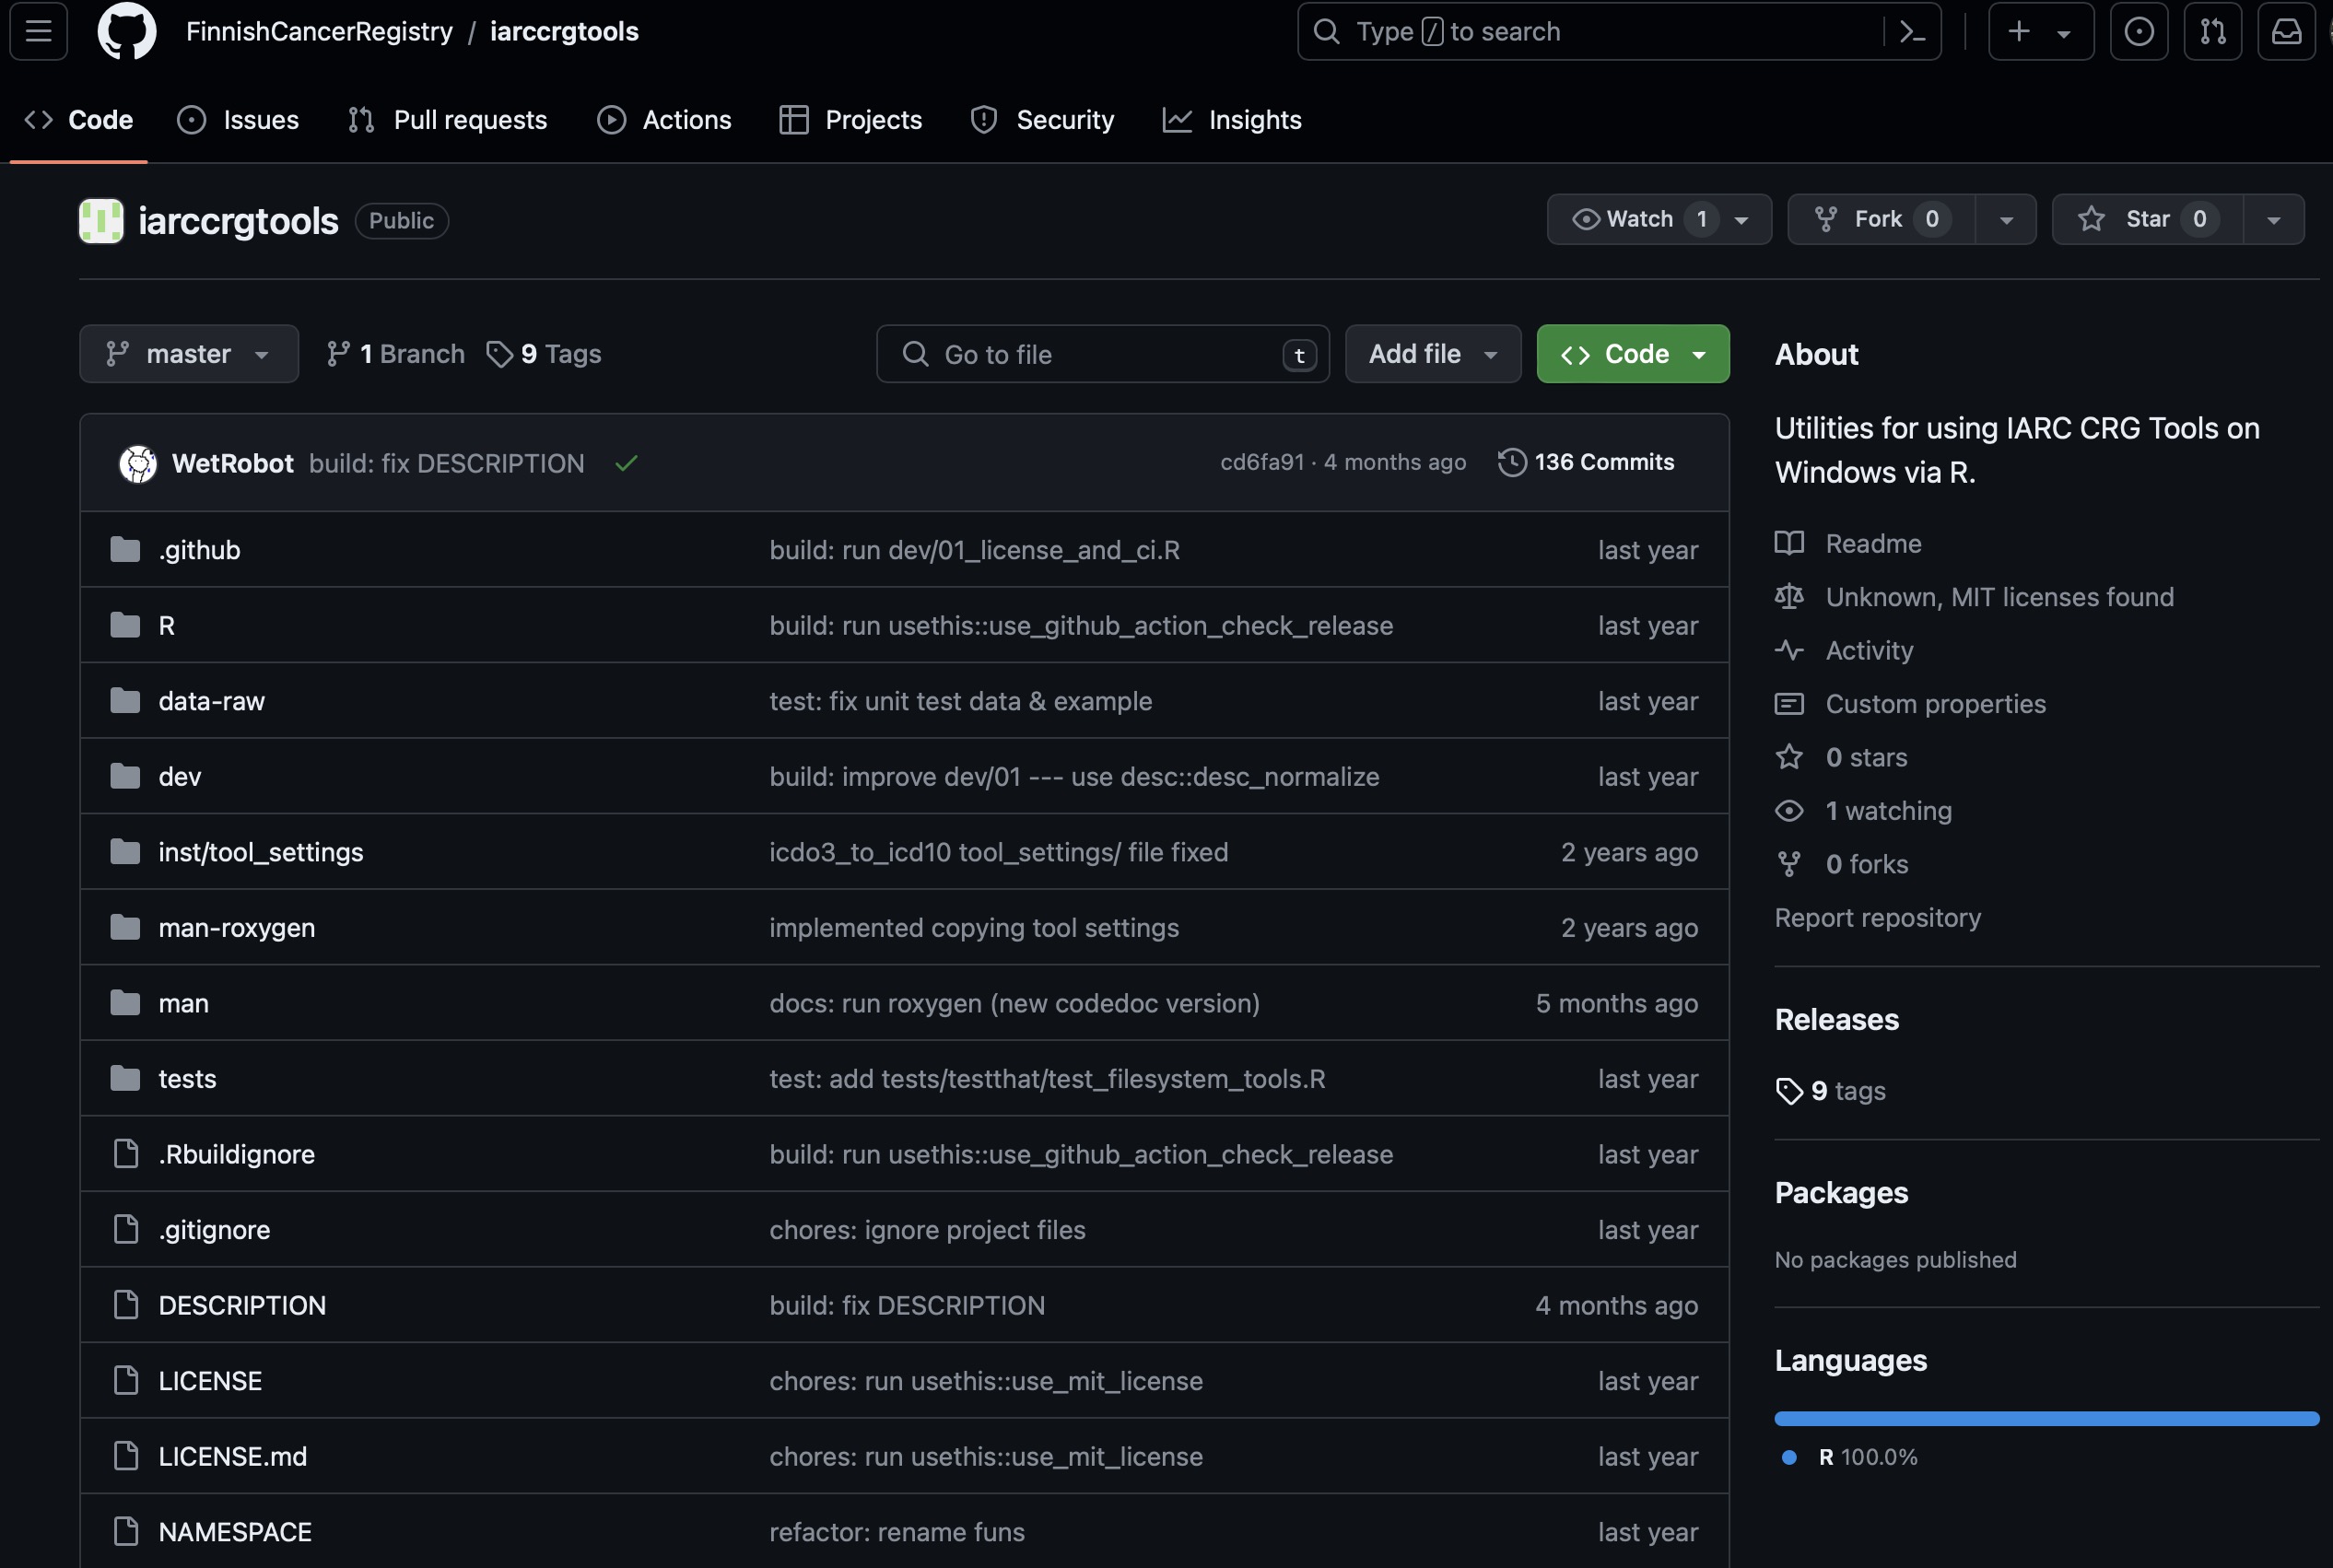 FinnishCancerRegistry / iarccrgtools
Type / to search
Code Issues Pull requests Actions Projects Security Insights
iarccrgtools Public
Watch 1 Fork 0 Star 0
master 1 Branch 9 Tags
Go to file t Add file Code
WetRobot build: fix DESCRIPTION cd6fa91 · 4 months ago 136 Commits
.github build: run dev/01_license_and_ci.R last year
R build: run usethis::use_github_action_check_release last year
data-raw test: fix unit test data & example last year
dev build: improve dev/01 --- use desc::desc_normalize last year
inst/tool_settings icdo3_to_icd10 tool_settings/ file fixed 2 years ago
man-roxygen implemented copying tool settings 2 years ago
man docs: run roxygen (new codedoc version) 5 months ago
tests test: add tests/testthat/test_filesystem_tools.R last year
.Rbuildignore build: run usethis::use_github_action_check_release last year
.gitignore chores: ignore project files last year
DESCRIPTION build: fix DESCRIPTION 4 months ago
LICENSE chores: run usethis::use_mit_license last year
LICENSE.md chores: run usethis::use_mit_license last year
NAMESPACE refactor: rename funs last year
About
Utilities for using IARC CRG Tools on
Windows via R.
Readme
Unknown, MIT licenses found
Activity
Custom properties
0 stars
1 watching
0 forks
Report repository
Releases
9 tags
Packages
No packages published
Languages
R 100.0%